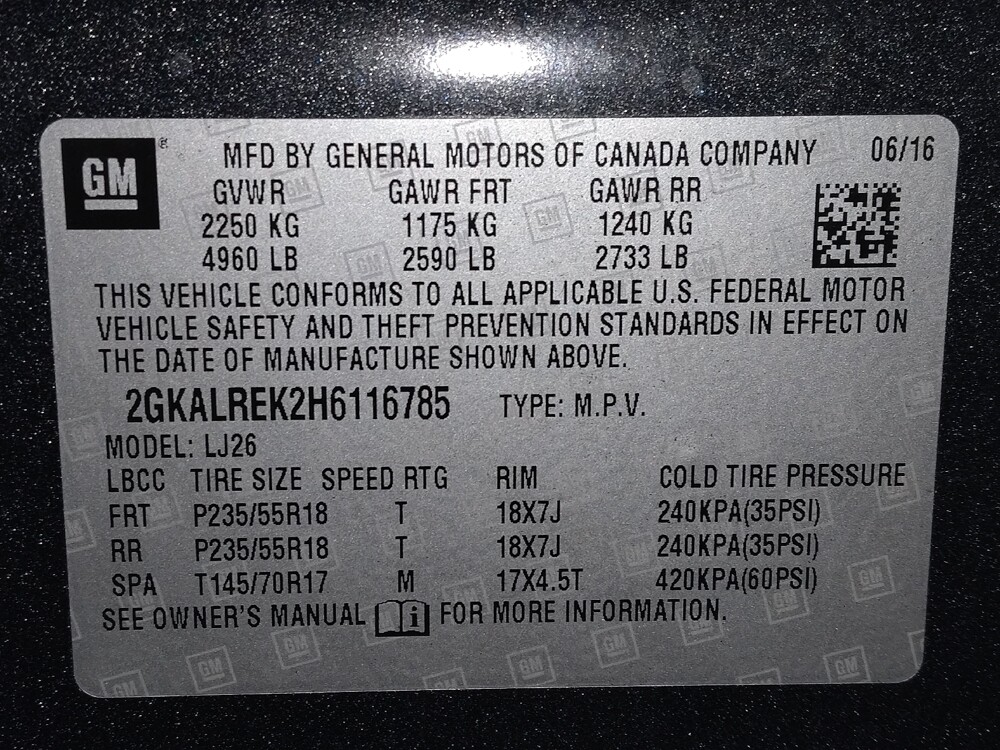 GM
MFD BY GENERAL MOTORS OF CANADA COMPANY 06/16
GVWR GAWR FRT GAWR RR
2250 KG 1175 KG 1240 KG
4960 LB 2590 LB 2733 LB
THIS VEHICLE CONFORMS TO ALL APPLICABLE U.S. FEDERAL MOTOR
VEHICLE SAFETY AND THEFT PREVENTION STANDARDS IN EFFECT ON
THE DATE OF MANUFACTURE SHOWN ABOVE.
2GKALREK2H6116785 TYPE: M.P.V.
MODEL: LJ26
LBCC TIRE SIZE SPEED RTG RIM COLD TIRE PRESSURE
FRT P235/55R18 T 18X7J 240KPA(35PSI)
RR P235/55R18 T 18X7J 240KPA(35PSI)
SPA T145/70R17 M 17X4.5T 420KPA(60PSI)
SEE OWNER'S MANUAL i FOR MORE INFORMATION.